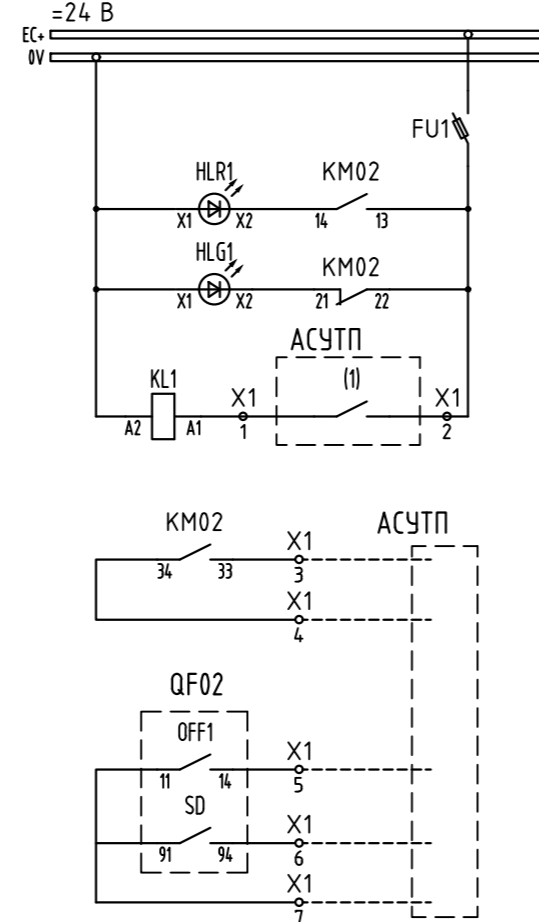 =24 В
EC+
0V
FU1
HLR1 KM02
X1 X2 14 13
HLG1 KM02
X1 X2 21 22
АСУТП
KL1 X1 (1) X1
A2 A1 1 2
KM02 АСУТП
X1
34 33 3
X1
4
QF02
OFF1 X1
11 14 5
SD X1
91 94 6
X1
7